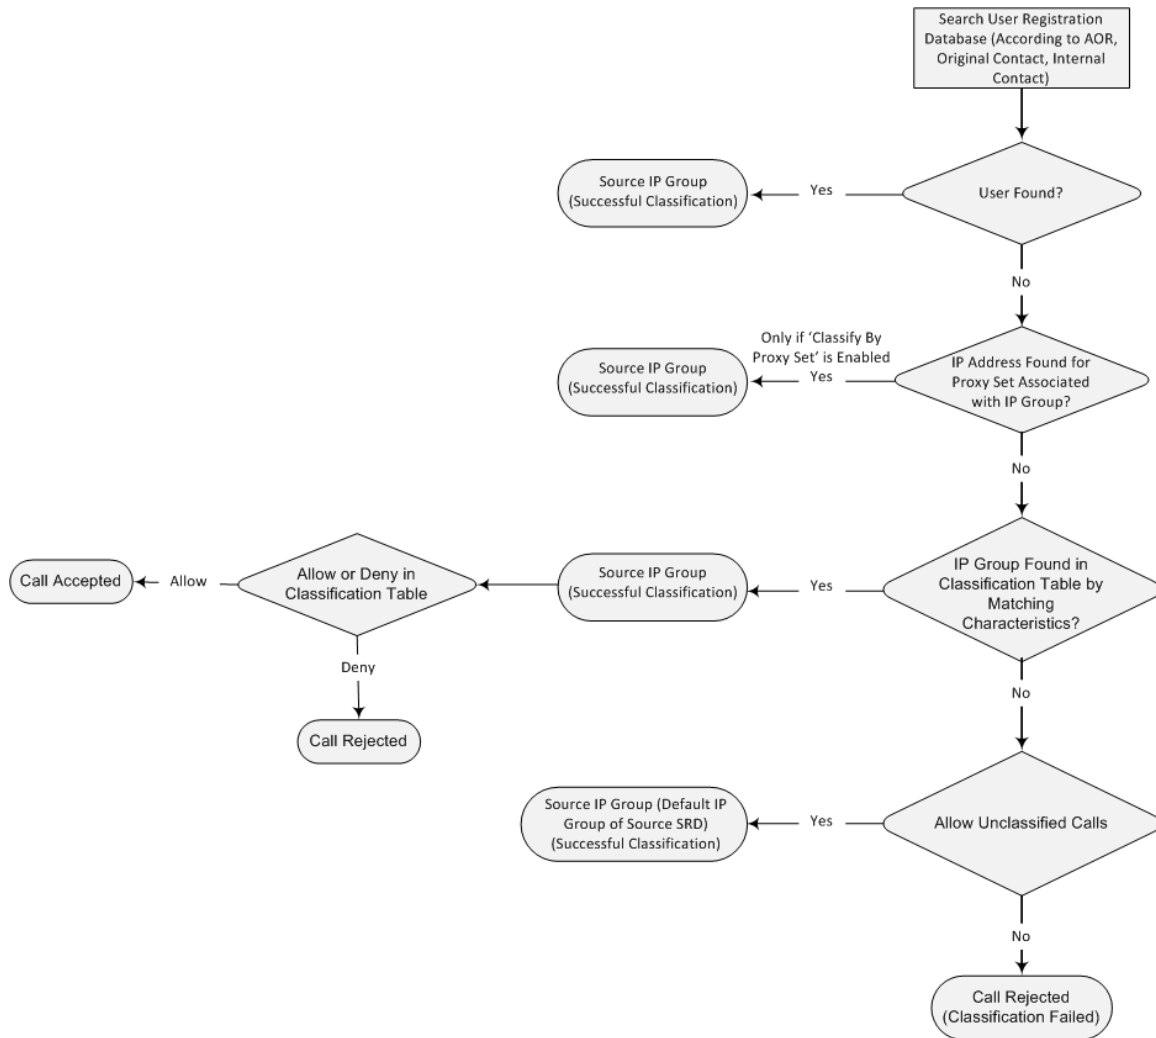 Search User Registration
Database (According to AOR,
Original Contact, Internal
Contact)
User Found?
Yes
Source IP Group
(Successful Classification)
No
IP Address Found for
Proxy Set Associated
with IP Group?
Only if ‘Classify By
Proxy Set’ is Enabled
Yes
Source IP Group
(Successful Classification)
No
IP Group Found in
Classification Table by
Matching
Characteristics?
Yes
Source IP Group
(Successful Classification)
Allow or Deny in
Classification Table
Allow
Call Accepted
Deny
Call Rejected
No
Allow Unclassified Calls
Yes
Source IP Group (Default IP
Group of Source SRD)
(Successful Classification)
No
Call Rejected
(Classification Failed)